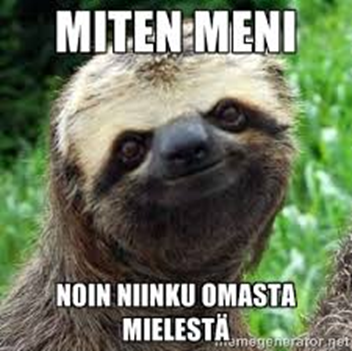 MITEN MENI
NOIN NIINKU OMASTA
MIELESTÄ
memegenerator.net